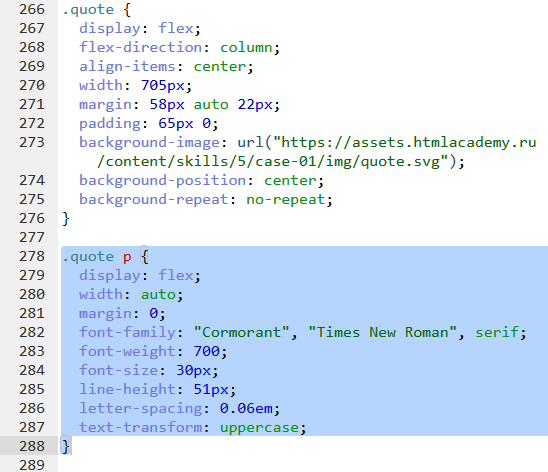 266 .quote {
267 display: flex;
268 flex-direction: column;
269 align-items: center;
270 width: 705px;
271 margin: 58px auto 22px;
272 padding: 65px 0;
273 background-image: url("https://assets.htmlacademy.ru
/content/skills/5/case-01/img/quote.svg");
274 background-position: center;
275 background-repeat: no-repeat;
276 }
277
278 .quote p {
279 display: flex;
280 width: auto;
281 margin: 0;
282 font-family: "Cormorant", "Times New Roman", serif;
283 font-weight: 700;
284 font-size: 30px;
285 line-height: 51px;
286 letter-spacing: 0.06em;
287 text-transform: uppercase;
288 }
289